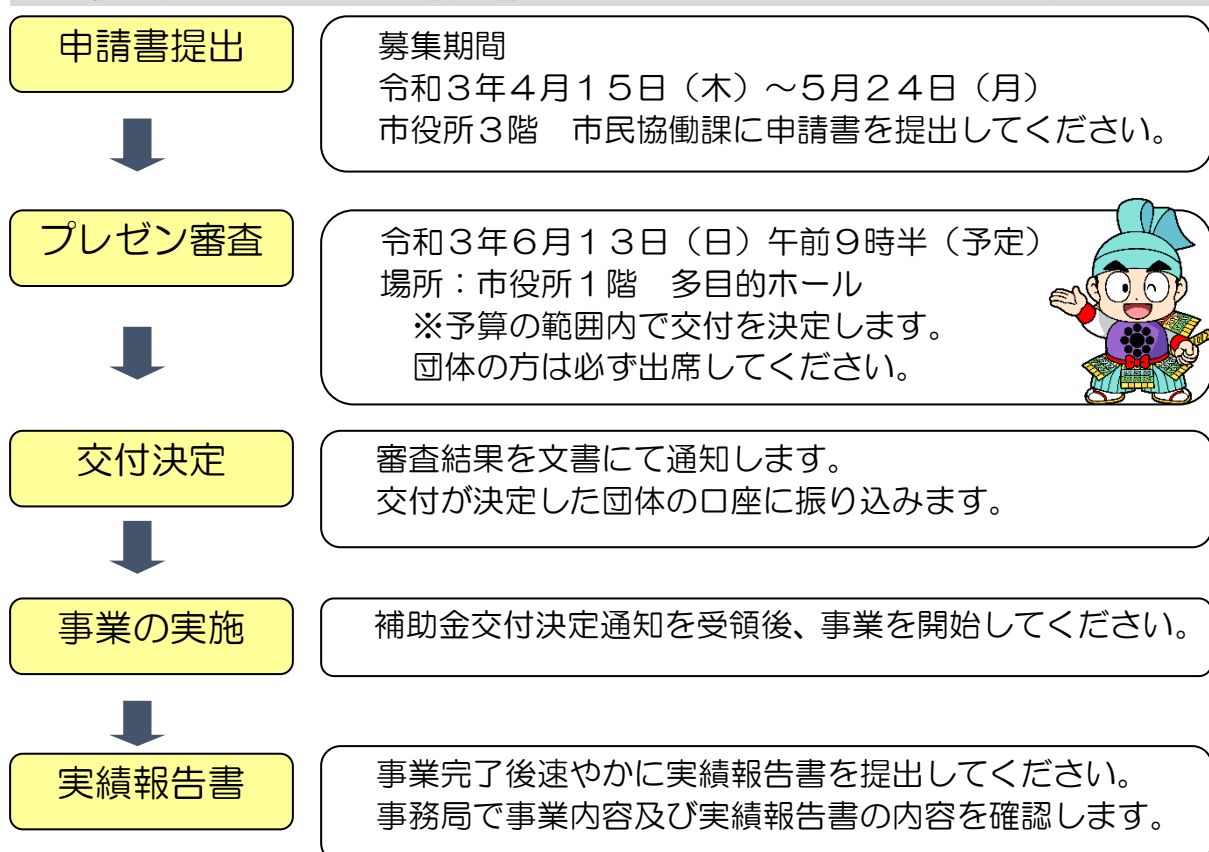 申請書提出
募集期間
令和３年４月１５日（木）～５月２４日（月）
市役所３階　市民協働課に申請書を提出してください。
プレゼン審査
令和３年６月１３日（日）午前９時半（予定）
場所：市役所１階　多目的ホール
※予算の範囲内で交付を決定します。
団体の方は必ず出席してください。
交付決定
審査結果を文書にて通知します。
交付が決定した団体の口座に振り込みます。
事業の実施
補助金交付決定通知を受領後、事業を開始してください。
実績報告書
事業完了後速やかに実績報告書を提出してください。
事務局で事業内容及び実績報告書の内容を確認します。